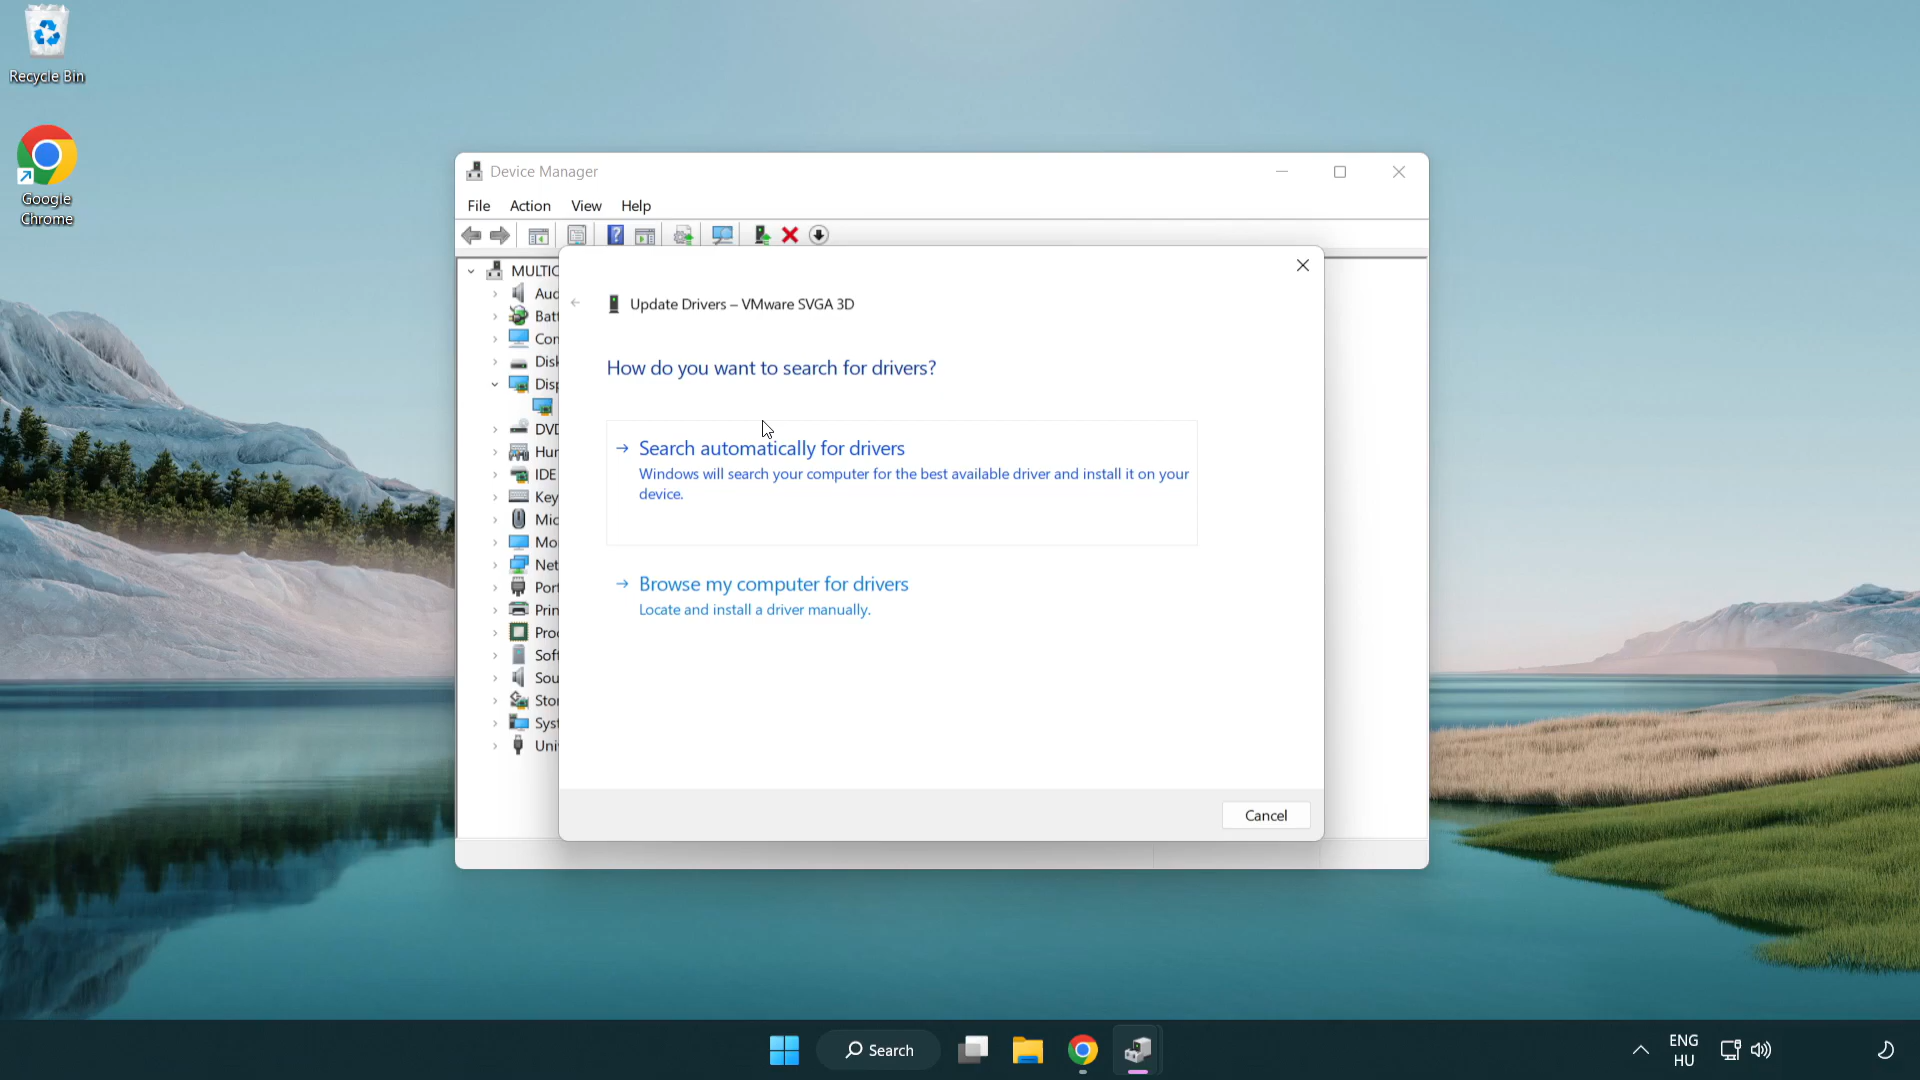 Recycle Bin
Google
Chrome
Device Manager
File Action View Help
Update Drivers – VMware SVGA 3D
How do you want to search for drivers?
Search automatically for drivers
Windows will search your computer for the best available driver and install it on your
device.
Browse my computer for drivers
Locate and install a driver manually.
Cancel
MULTIC
Aud
Batt
Con
Disk
Disp
DVD
Hur
IDE
Key
Mic
Mo
Net
Port
Prin
Proc
Soft
Sou
Stor
Syst
Uni
Search
ENG
HU